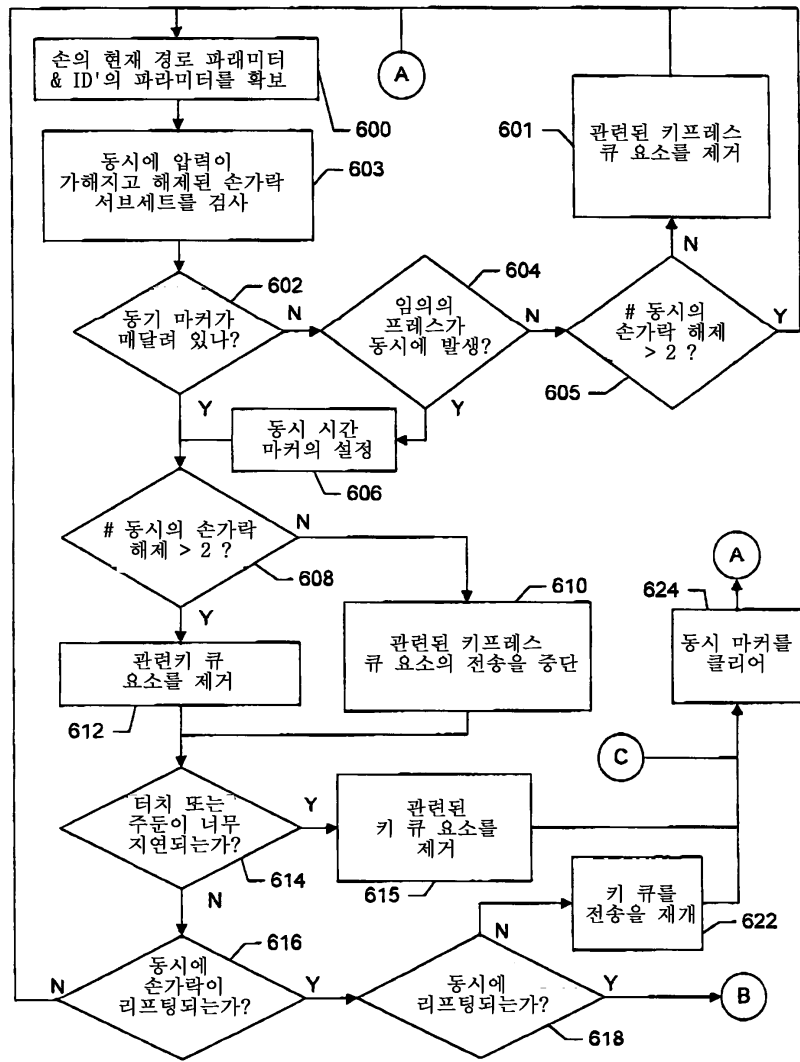 손의 현재 경로 파래미터
& ID'의 파라미터를 확보
600
A
601
관련된 키프레스
큐 요소를 제거
동시에 압력이
가해지고 해제된 손가락
서브세트를 검사
603
N
동기 마커가
매달려 있나?
602
N
임의의
프레스가
동시에 발생?
604
N
# 동시의
손가락 해제
> 2 ?
605
Y
Y
Y
동시 시간
마커의 설정
606
# 동시의 손가락
해제 > 2 ?
608
N
Y
610
관련된 키프레스
큐 요소의 전송을 중단
A
624
동시 마커를
클리어
관련키 큐
요소를 제거
612
C
터치 또는
주둔이 너무
지연되는가?
614
Y
관련된
키 큐 요소를
제거
615
N
키 큐를
전송을 재개
622
N
동시에
손가락이
리프팅되는가?
616
N
Y
동시에
리프팅되는가?
618
Y
B